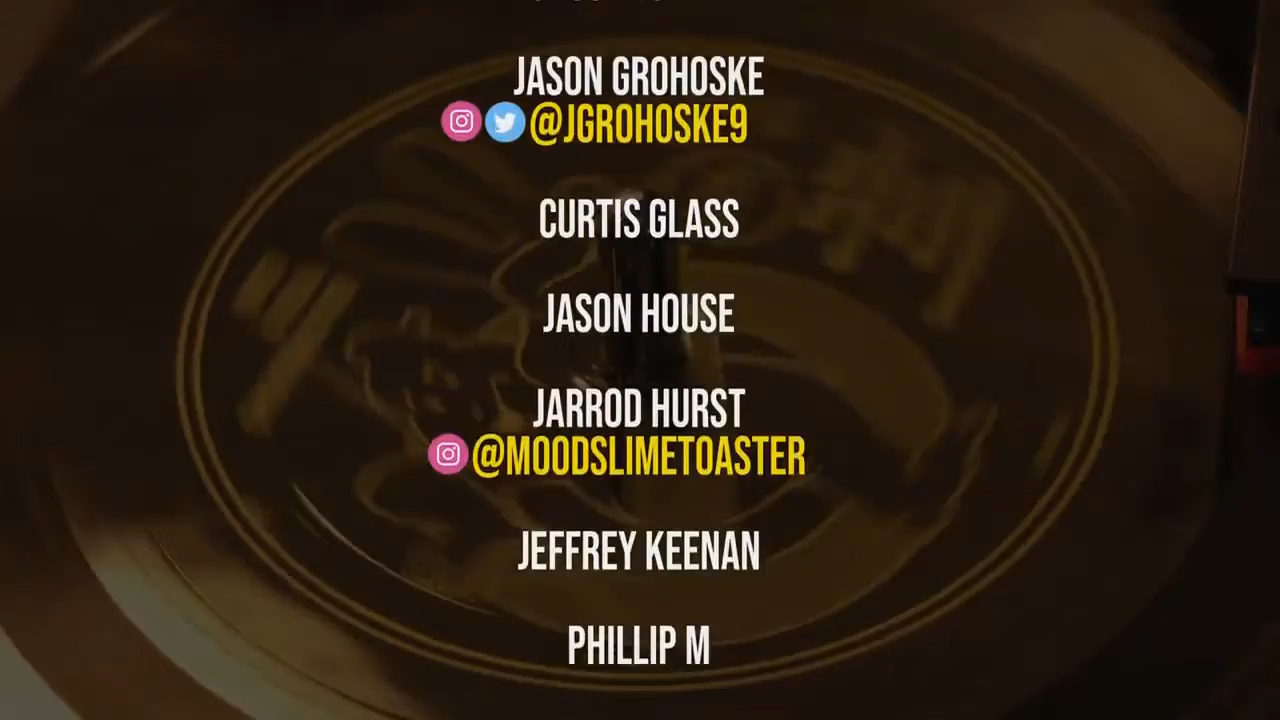 JASON GROHOSKE
@JGROHOSKE9
CURTIS GLASS
JASON HOUSE
JARROD HURST
@MOODSLIMETOASTER
JEFFREY KEENAN
PHILLIP M